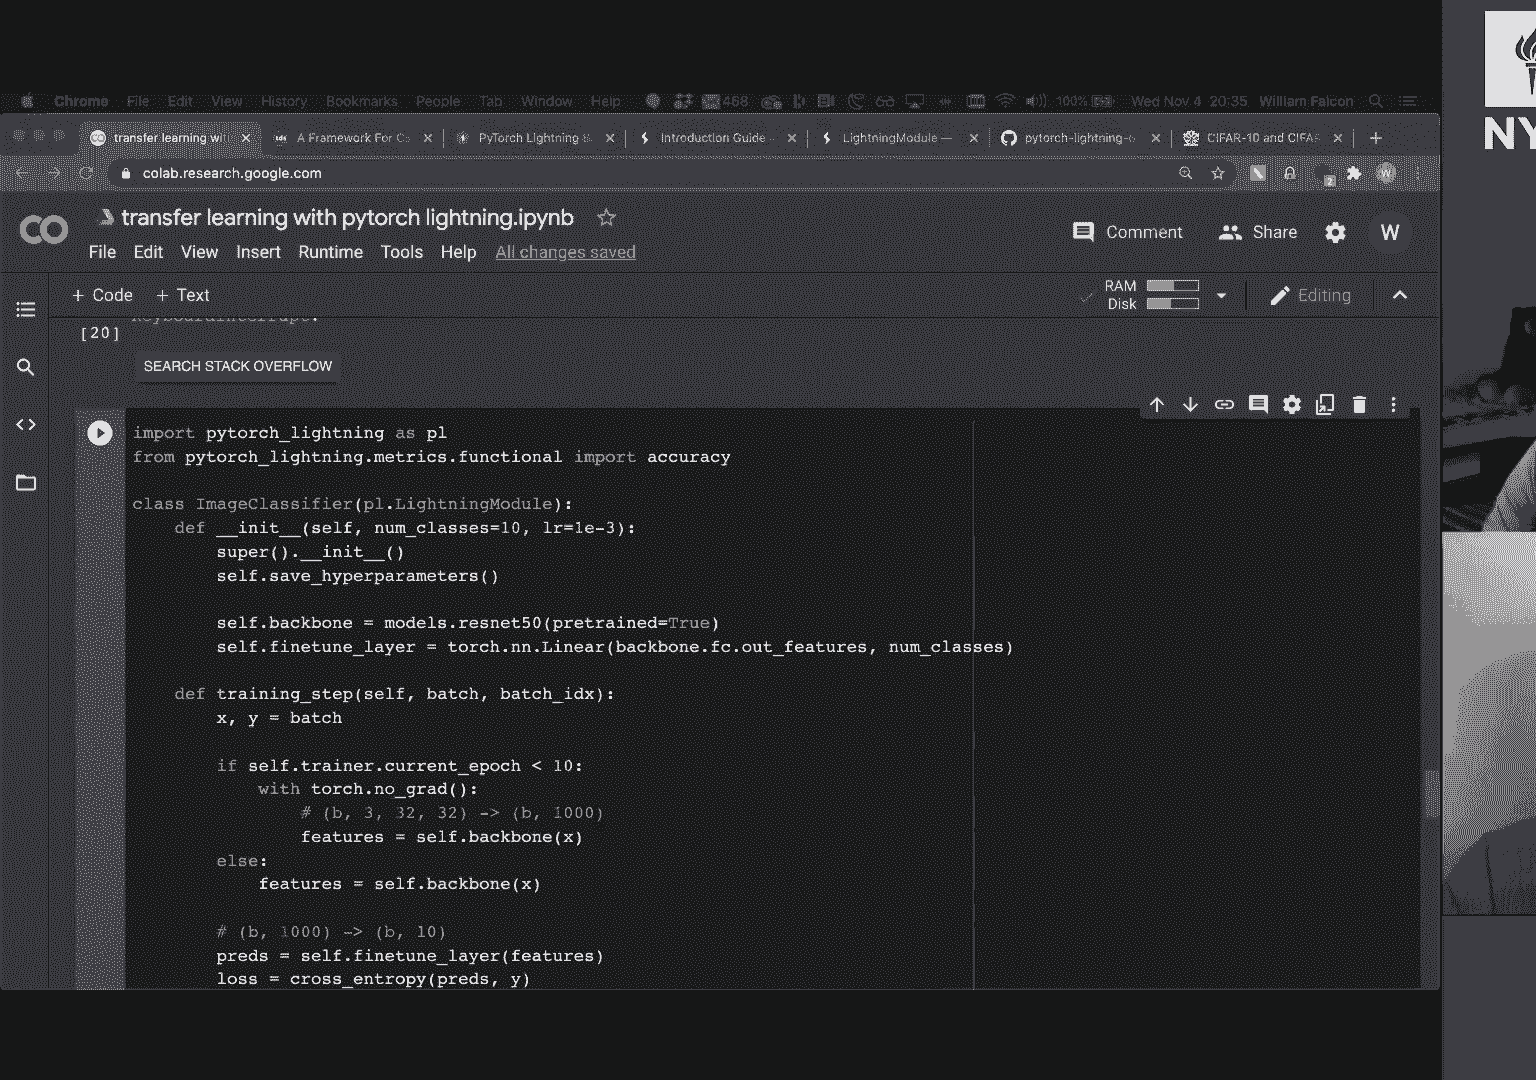 Chrome File Edit View History Bookmarks People Tab Window Help 468 100% Wed Nov 4 20:35 William Falcon
transfer learning wit A Framework For Co PyTorch Lightning Introduction Guide LightningModule — pytorch-lightning- CIFAR-10 and CIFA
colab.research.google.com
2
W
NY
CO
transfer learning with pytorch lightning.ipynb
Comment Share W
File Edit View Insert Runtime Tools Help All changes saved
+ Code + Text
RAM
Disk
Editing
KeyboardInterrupt:
[20]
SEARCH STACK OVERFLOW
import pytorch_lightning as pl
from pytorch_lightning.metrics.functional import accuracy
class ImageClassifier(pl.LightningModule):
def __init__(self, num_classes=10, lr=1e-3):
super().__init__()
self.save_hyperparameters()
self.backbone = models.resnet50(pretrained=True)
self.finetune_layer = torch.nn.Linear(backbone.fc.out_features, num_classes)
def training_step(self, batch, batch_idx):
x, y = batch
if self.trainer.current_epoch < 10:
with torch.no_grad():
# (b, 3, 32, 32) -> (b, 1000)
features = self.backbone(x)
else:
features = self.backbone(x)
# (b, 1000) -> (b, 10)
preds = self.finetune_layer(features)
loss = cross_entropy(preds, y)